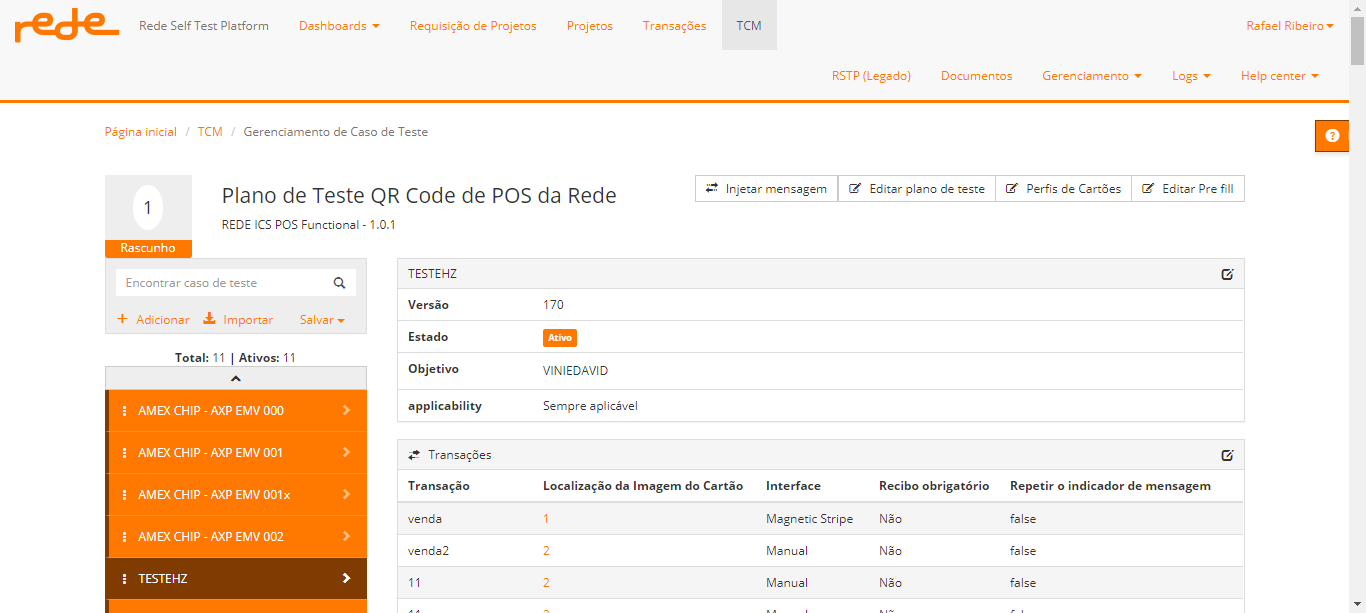 rede Rede Self Test Platform Dashboards Requisição de Projetos Projetos Transações TCM Rafael Ribeiro
RSTP (Legado) Documentos Gerenciamento Logs Help center
Página inicial / TCM / Gerenciamento de Caso de Teste
?
1
Rascunho
Plano de Teste QR Code de POS da Rede
REDE ICS POS Functional - 1.0.1
Injetar mensagem Editar plano de teste Perfis de Cartões Editar Pre fill
Encontrar caso de teste
+ Adicionar Importar Salvar
Total: 11 | Ativos: 11
AMEX CHIP - AXP EMV 000
AMEX CHIP - AXP EMV 001
AMEX CHIP - AXP EMV 001x
AMEX CHIP - AXP EMV 002
TESTEHZ
TESTEHZ
Versão 170
Estado Ativo
Objetivo VINIEDAVID
applicability Sempre aplicável
Transações
Transação Localização da Imagem do Cartão Interface Recibo obrigatório Repetir o indicador de mensagem
venda 1 Magnetic Stripe Não false
venda2 2 Manual Não false
11 2 Manual Não false